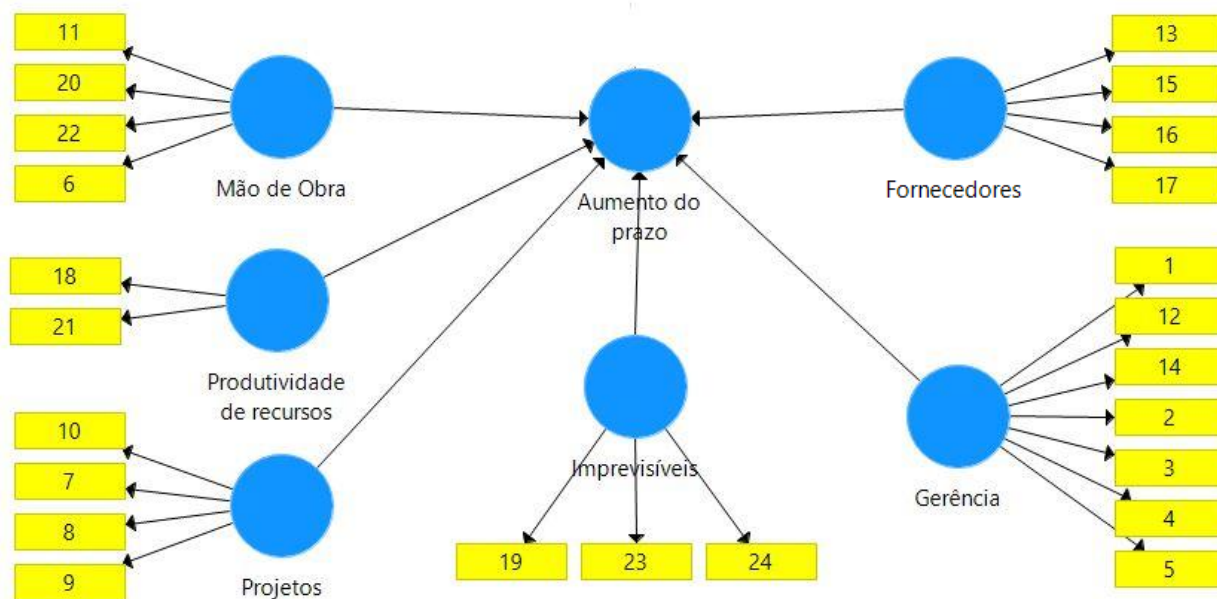 11
20
22
6
Mão de Obra
18
21
Produtividade
de recursos
10
7
8
9
Projetos
Aumento do
prazo
Imprevisíveis
19
23
24
13
15
16
17
Fornecedores
1
12
14
2
3
4
5
Gerência